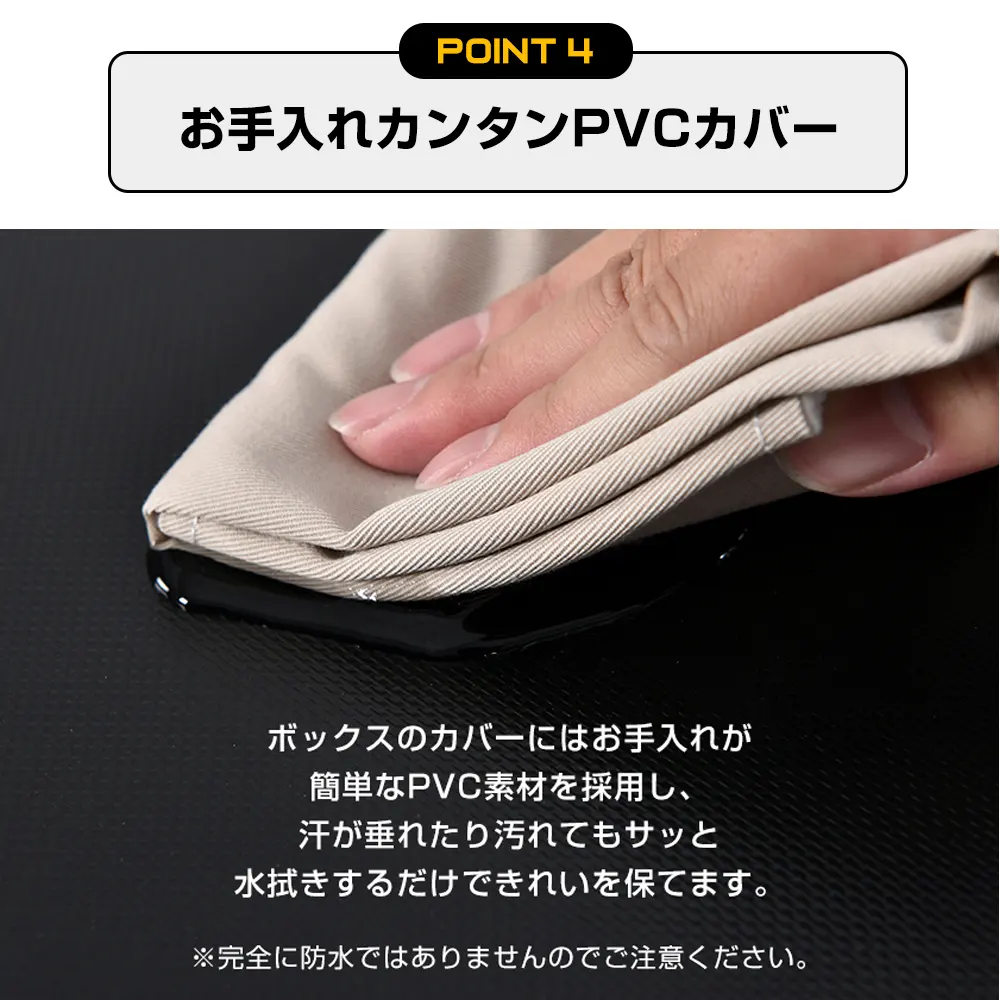 POINT 4
お手入れカンタンPVCカバー
ボックスのカバーにはお手入れが
簡単なPVC素材を採用し、
汗が垂れたり汚れてもサッと
水拭きするだけできれいを保てます。
※完全に防水ではありませんのでご注意ください。